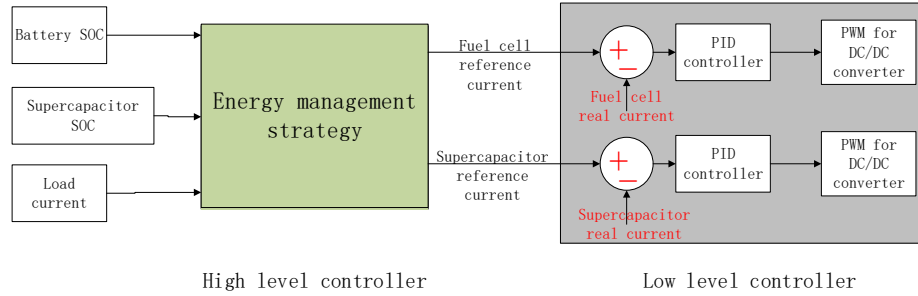 Battery SOC
Supercapacitor
SOC
Load
current
Energy management
strategy
Fuel cell
reference
current
Supercapacitor
reference
current
+
−
Fuel cell
real current
PID
controller
PWM for
DC/DC
converter
+
−
Supercapacitor
real current
PID
controller
PWM for
DC/DC
converter
High level controller
Low level controller